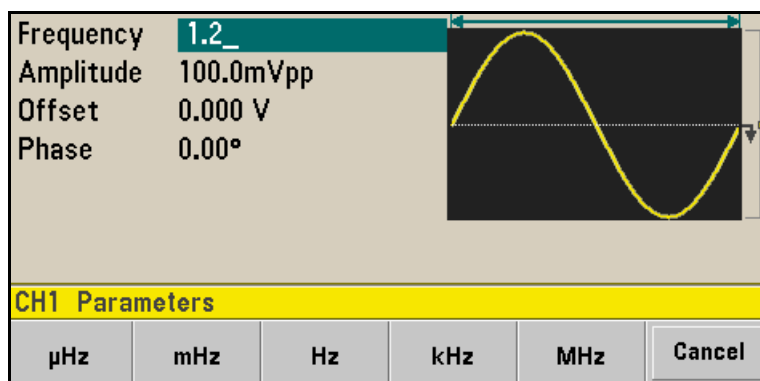 Frequency 1.2_
Amplitude 100.0mVpp
Offset 0.000 V
Phase 0.00°
CH1 Parameters
µHz mHz Hz kHz MHz Cancel